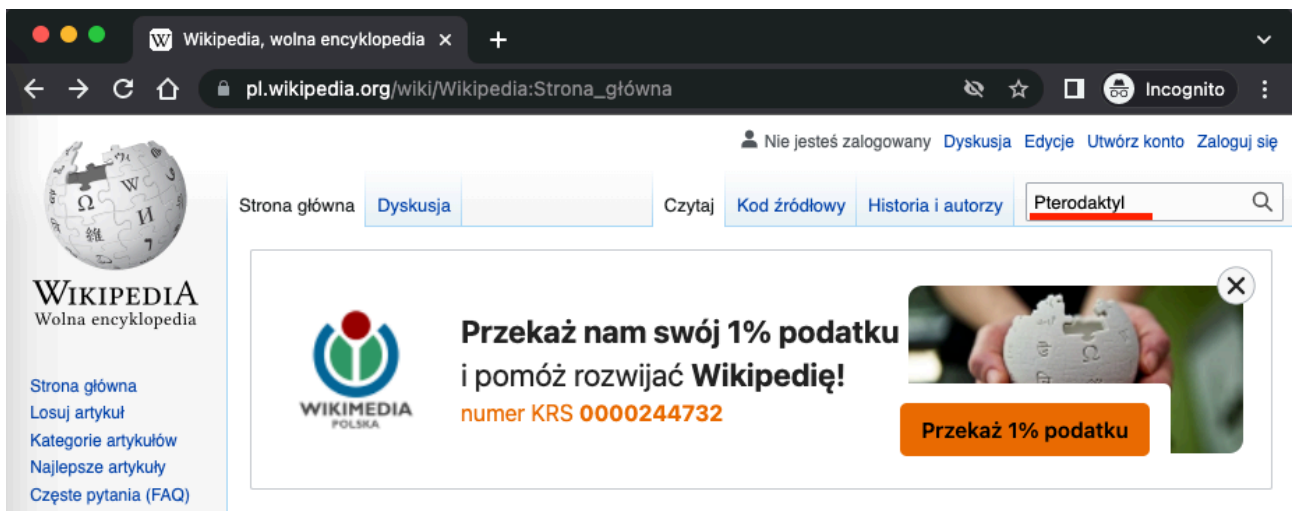 Wikipedia, wolna encyklopedia
pl.wikipedia.org/wiki/Wikipedia:Strona_główna
Incognito
Nie jesteś zalogowany Dyskusja Edycje Utwórz konto Zaloguj się
Strona główna Dyskusja Czytaj Kod źródłowy Historia i autorzy Pterodaktyl
WIKIPEDIA
Wolna encyklopedia
Strona główna
Losuj artykuł
Kategorie artykułów
Najlepsze artykuły
Częste pytania (FAQ)
WIKIMEDIA
POLSKA
Przekaż nam swój 1% podatku
i pomóż rozwijać Wikipedię!
numer KRS 0000244732
Przekaż 1% podatku